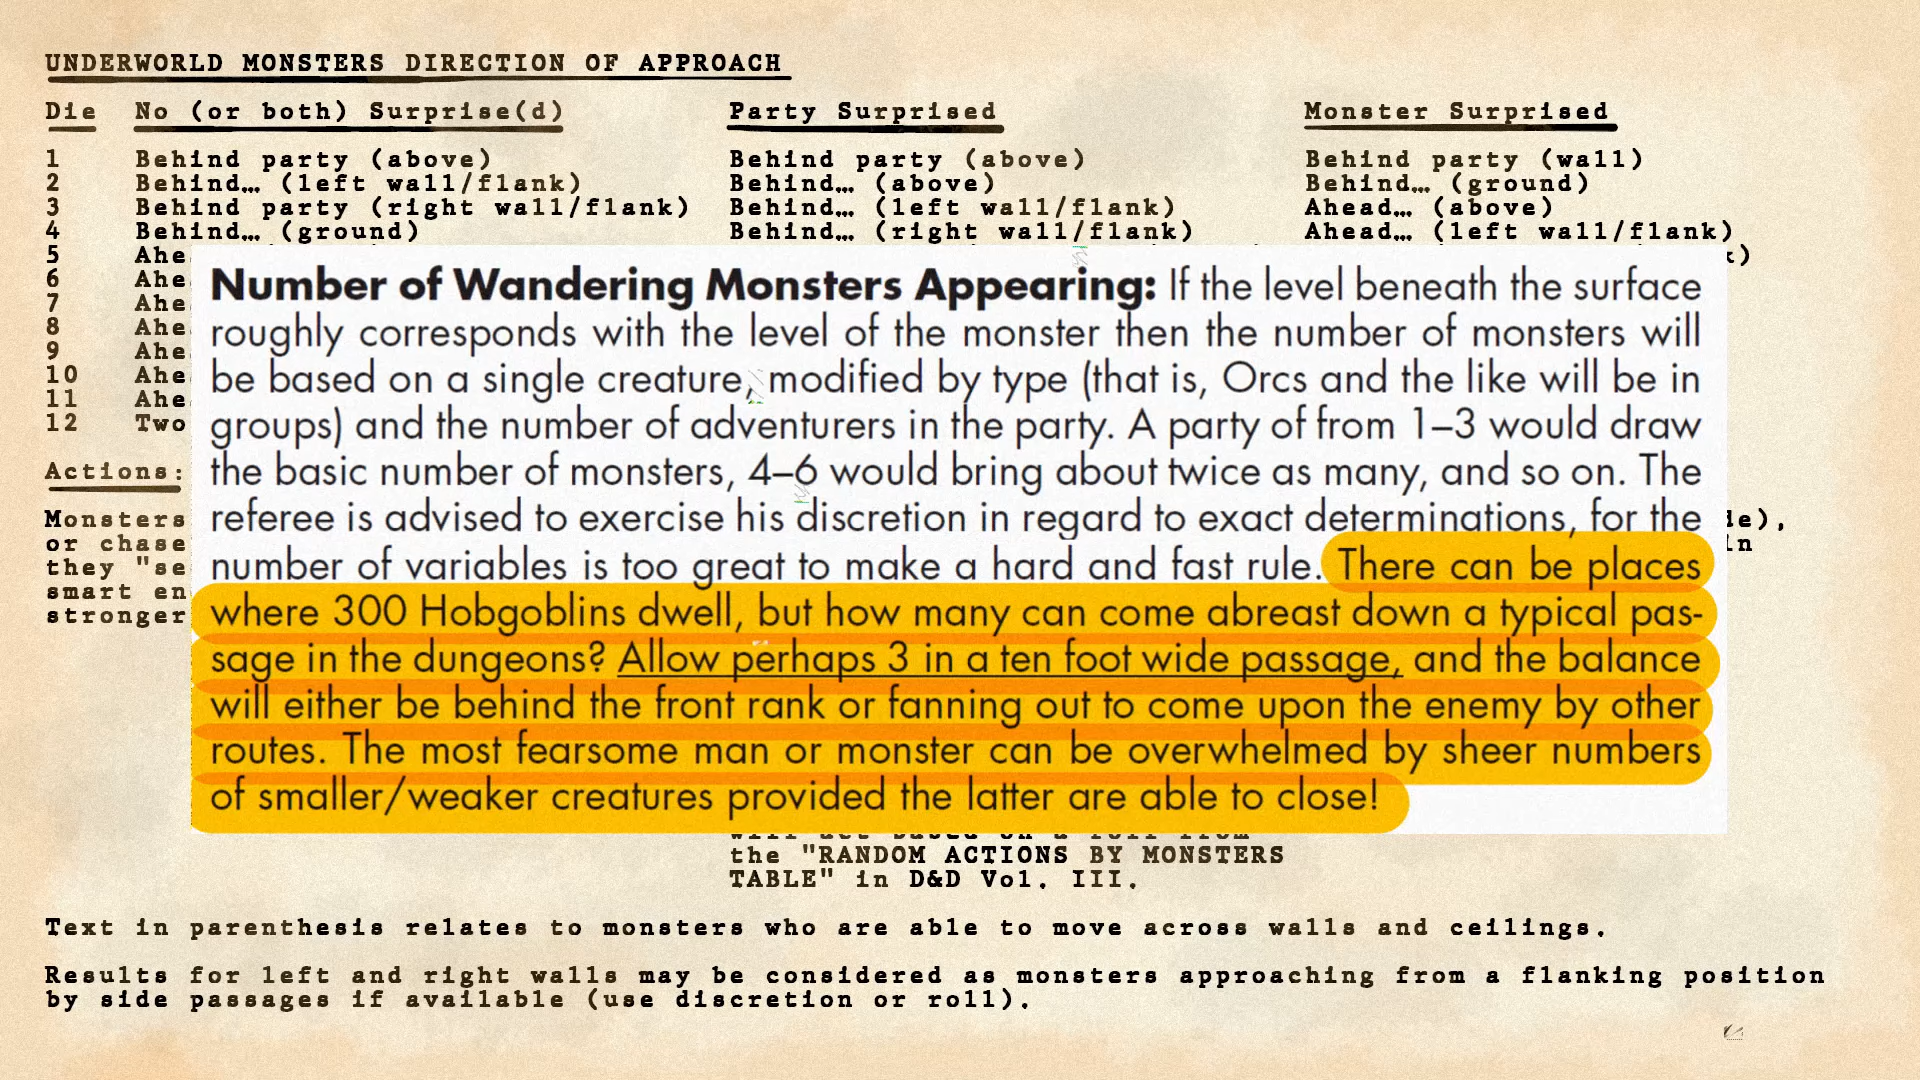 UNDERWORLD MONSTERS DIRECTION OF APPROACH
Die No (or both) Surprise(d) Party Surprised Monster Surprised
1 Behind party (above) Behind party (above) Behind party (wall)
2 Behind… (left wall/flank) Behind… (above) Behind… (ground)
3 Behind party (right wall/flank) Behind… (left wall/flank) Ahead… (above)
4 Behind… (ground) Behind… (right wall/flank) Ahead… (left wall/flank)
5
6
7
8
9
10
11
12 Two
Actions:
Monsters
or chase
they "se
smart en
stronger
Number of Wandering Monsters Appearing: If the level beneath the surface
roughly corresponds with the level of the monster then the number of monsters will
be based on a single creature, modified by type (that is, Orcs and the like will be in
groups) and the number of adventurers in the party. A party of from 1–3 would draw
the basic number of monsters, 4–6 would bring about twice as many, and so on. The
referee is advised to exercise his discretion in regard to exact determinations, for the
number of variables is too great to make a hard and fast rule. There can be places
where 300 Hobgoblins dwell, but how many can come abreast down a typical pas-
sage in the dungeons? Allow perhaps 3 in a ten foot wide passage, and the balance
will either be behind the front rank or fanning out to come upon the enemy by other
routes. The most fearsome man or monster can be overwhelmed by sheer numbers
of smaller/weaker creatures provided the latter are able to close!
the "RANDOM ACTIONS BY MONSTERS
TABLE" in D&D Vol. III.
Text in parenthesis relates to monsters who are able to move across walls and ceilings.
Results for left and right walls may be considered as monsters approaching from a flanking position
by side passages if available (use discretion or roll).